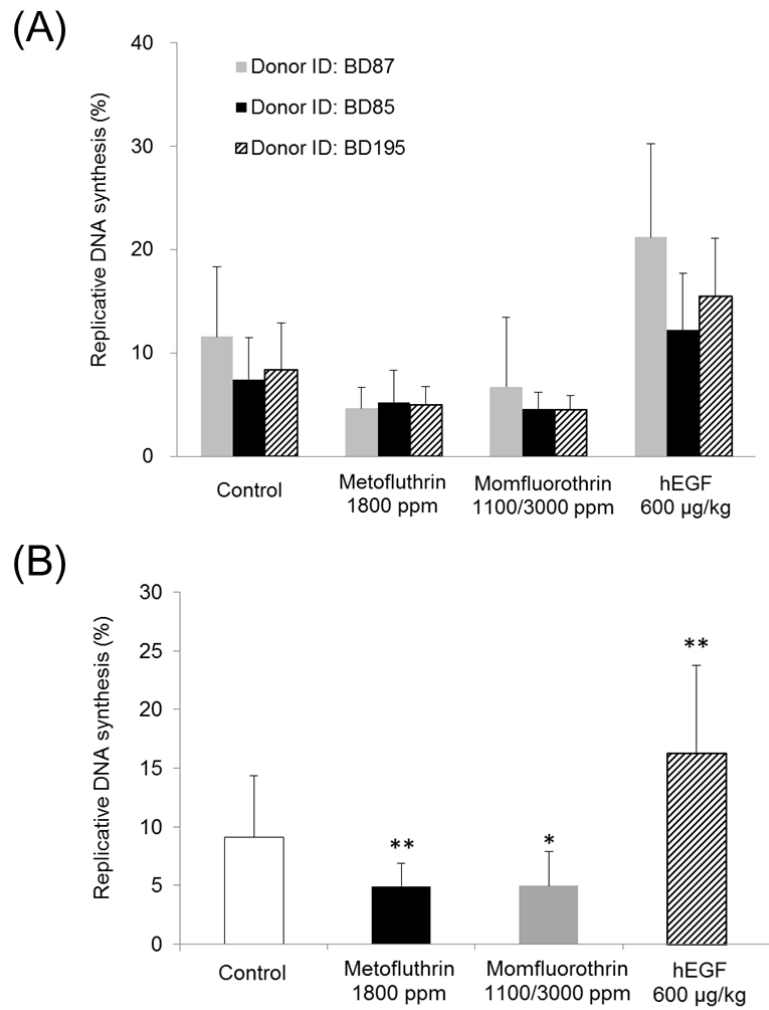 (A)
Replicative DNA synthesis (%)
40
30
20
10
0
Donor ID: BD87
Donor ID: BD85
Donor ID: BD195
Control
Metofluthrin
1800 ppm
Momfluorothrin
1100/3000 ppm
hEGF
600 µg/kg
(B)
Replicative DNA synthesis (%)
30
25
20
15
10
5
0
**
*
**
Control
Metofluthrin
1800 ppm
Momfluorothrin
1100/3000 ppm
hEGF
600 µg/kg